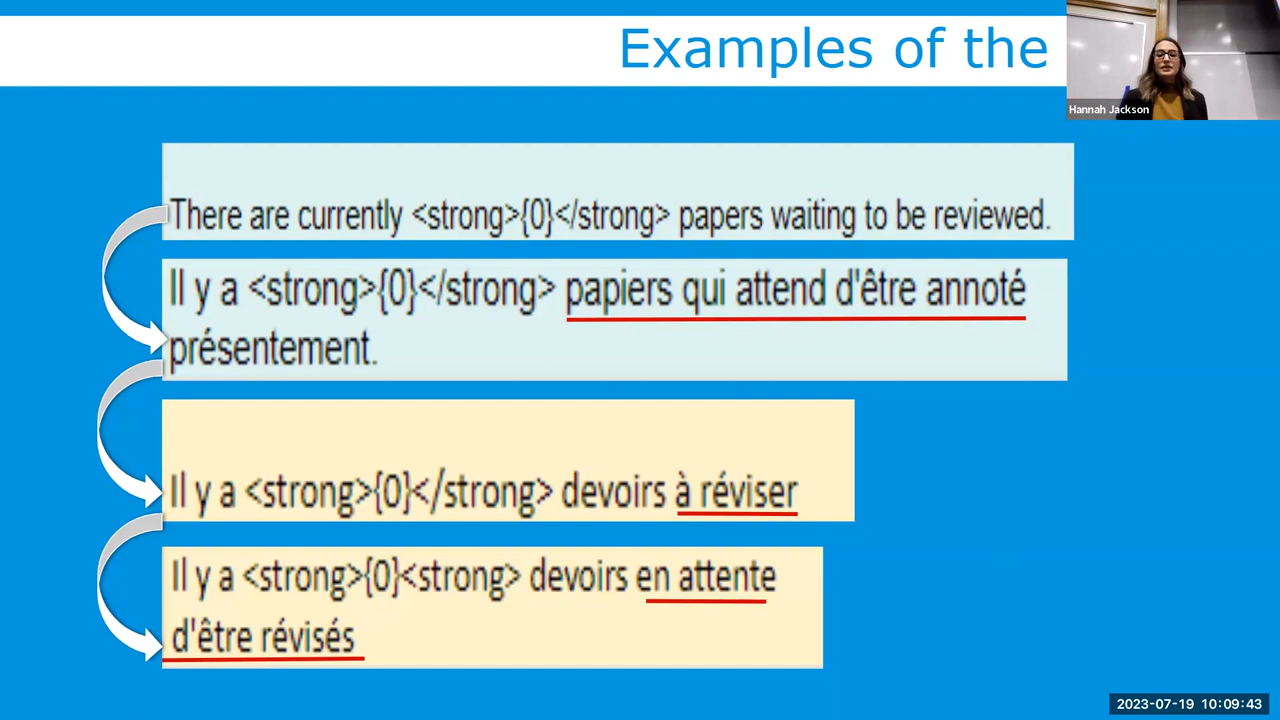 Examples of the
Hannah Jackson
There are currently <strong>{0}</strong> papers waiting to be reviewed.
Il y a <strong>{0}</strong> papiers qui attend d'être annoté
présentement.
Il y a <strong>{0}</strong> devoirs à réviser
Il y a <strong>{0}<strong> devoirs en attente
d'être révisés
2023-07-19 10:09:43